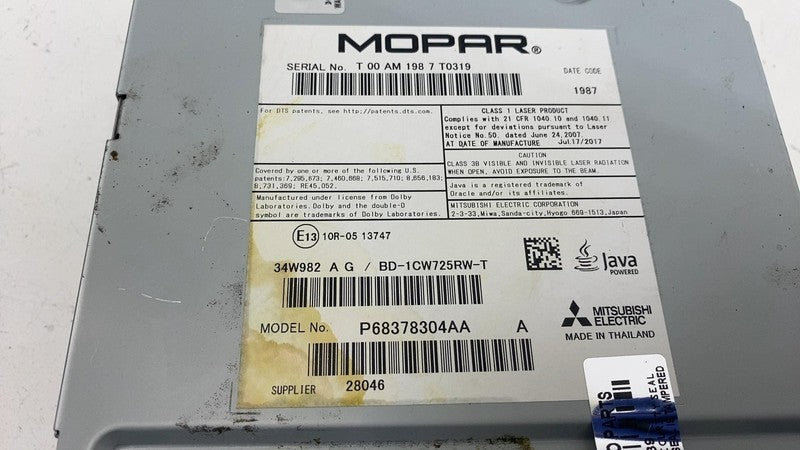 MOPAR®
SERIAL No. T 00 AM 198 7 T0319
DATE CODE
1987
For DTS patents, see http://patents.dts.com.
CLASS 1 LASER PRODUCT
Complies with 21 CFR 1040.10 and 1040.11
except for deviations pursuant to Laser
Notice No.50, dated June 24,2007.
AT DATE OF MANUFACTURE Jul.17/2017
CAUTION
CLASS 3B VISIBLE AND INVISIBLE LASER RADIATION
WHEN OPEN, AVOID EXPOSURE TO THE BEAM.
Covered by one or more of the following U.S.
patents:7,295,673; 7,460,668; 7,515,710; 8,656,183;
8,731,369; RE45,052.
Java is a registered trademark of
Oracle and/or its affiliates.
Manufactured under license from Dolby
Laboratories. Dolby and the double-D
symbol are trademarks of Dolby Laboratories.
MITSUBISHI ELECTRIC CORPORATION
2-3-33,Miwa,Sanda-city,Hyogo 669-1513,Japan
E13 10R-05 13747
34W982 A G / BD-1CW725RW-T
Java
POWERED
MODEL No. P68378304AA A
MITSUBISHI
ELECTRIC
MADE IN THAILAND
SUPPLIER 28046
PARTS
SEAL
TAMPERED